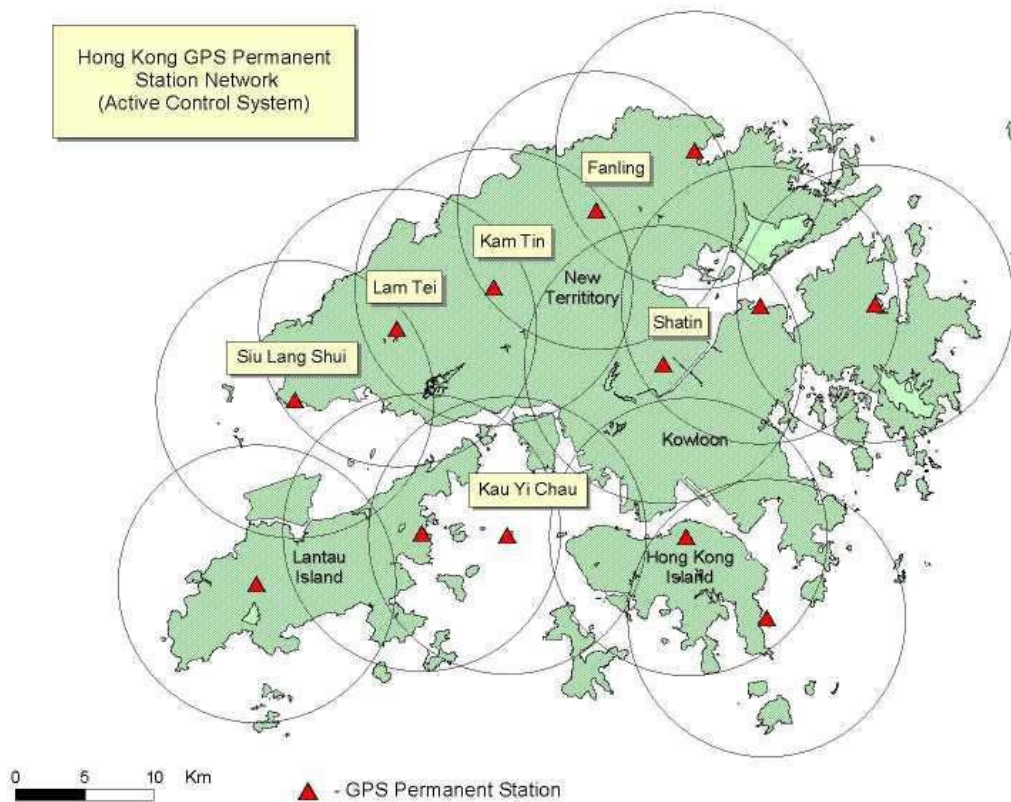 Hong Kong GPS Permanent
Station Network
(Active Control System)
Fanling
Kam Tin
New
Territitory
Lam Tei
Shatin
Siu Lang Shui
Kowloon
Kau Yi Chau
Lantau
Island
Hong Kong
Island
0 5 10 Km
- GPS Permanent Station